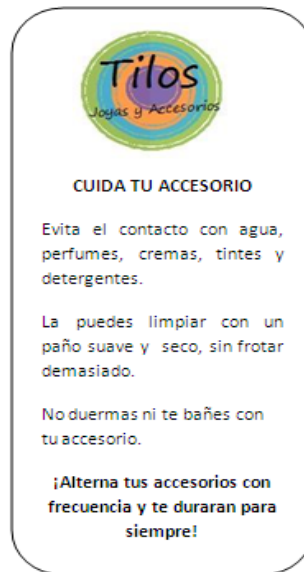 Tilos
Joyas y Accesorios
CUIDA TU ACCESORIO
Evita el contacto con agua,
perfumes, cremas, tintes y
detergentes.
La puedes limpiar con un
paño suave y seco, sin frotar
demasiado.
No duermas ni te bañes con
tu accesorio.
¡Alterna tus accesorios con
frecuencia y te duraran para
siempre!